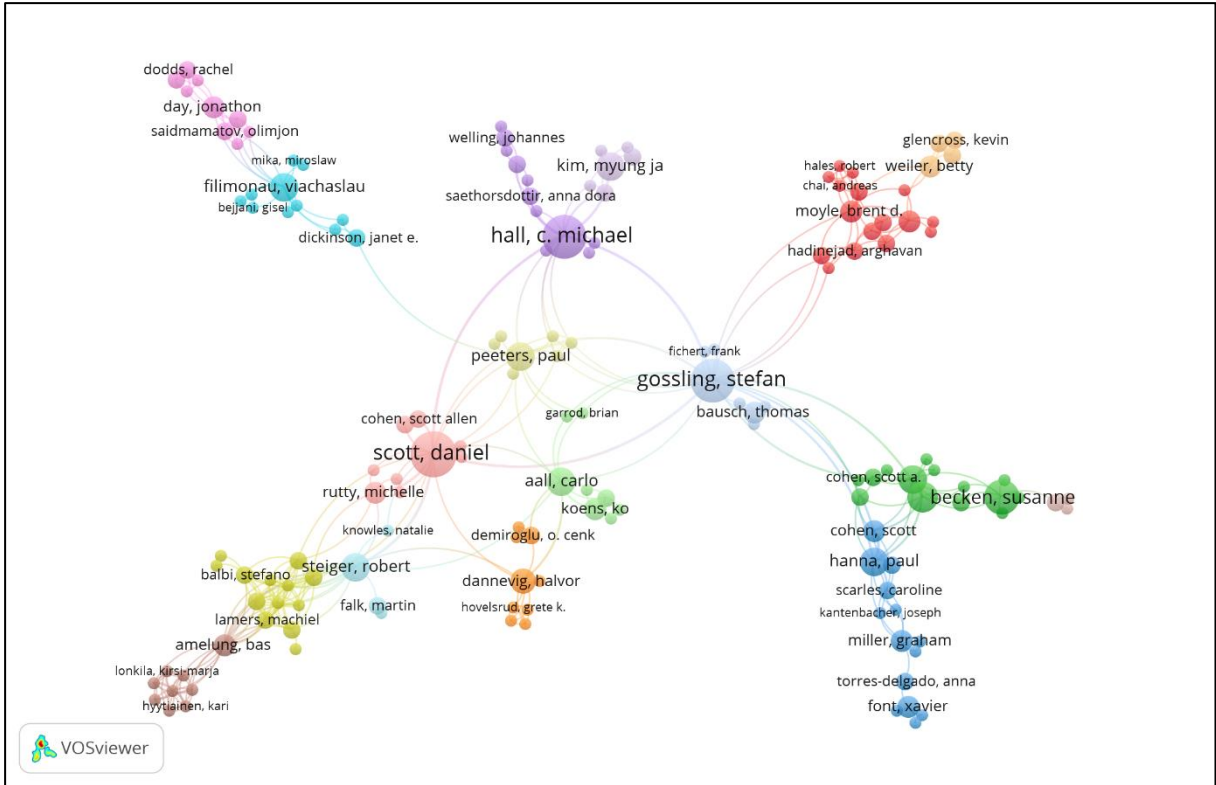 dodds, rachel
day, jonathon
saidmamatov, olimjon
mika, miroslaw
filimonau, viachaslau
bejjani, gisel
dickinson, janet e.
welling, johannes
kim, myung ja
saethorsdottir, anna dora
hall, c. michael
glencross, kevin
weiler, betty
hales, robert
chai, andreas
moyle, brent d.
hadinejad, arghavan
peeters, paul
fichert, frank
gossling, stefan
bausch, thomas
garrod, brian
cohen, scott allen
scott, daniel
rutty, michelle
knowles, natalie
aall, carlo
koens, ko
demiroglu, o. cenk
steiger, robert
dannevig, halvor
falk, martin
hovelsrud, grete k.
balbi, stefano
lamers, machiel
amelung, bas
lonkila, kirsi-marja
hyytiainen, kari
cohen, scott a.
becken, susanne
cohen, scott
hanna, paul
scarles, caroline
kantenbacher, joseph
miller, graham
torres-delgado, anna
font, xavier
VOSviewer